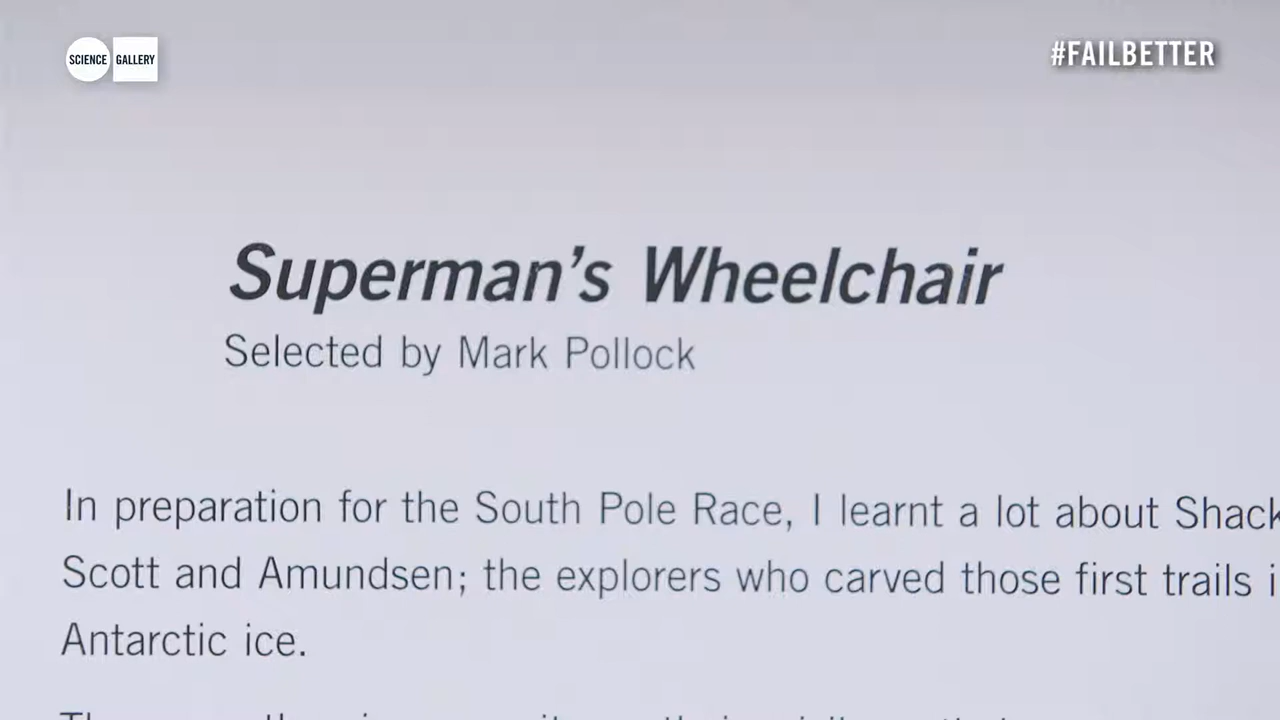 SCIENCE GALLERY
#FAILBETTER
Superman's Wheelchair
Selected by Mark Pollock
In preparation for the South Pole Race, I learnt a lot about
Scott and Amundsen; the explorers who carved those first trails
Antarctic ice.